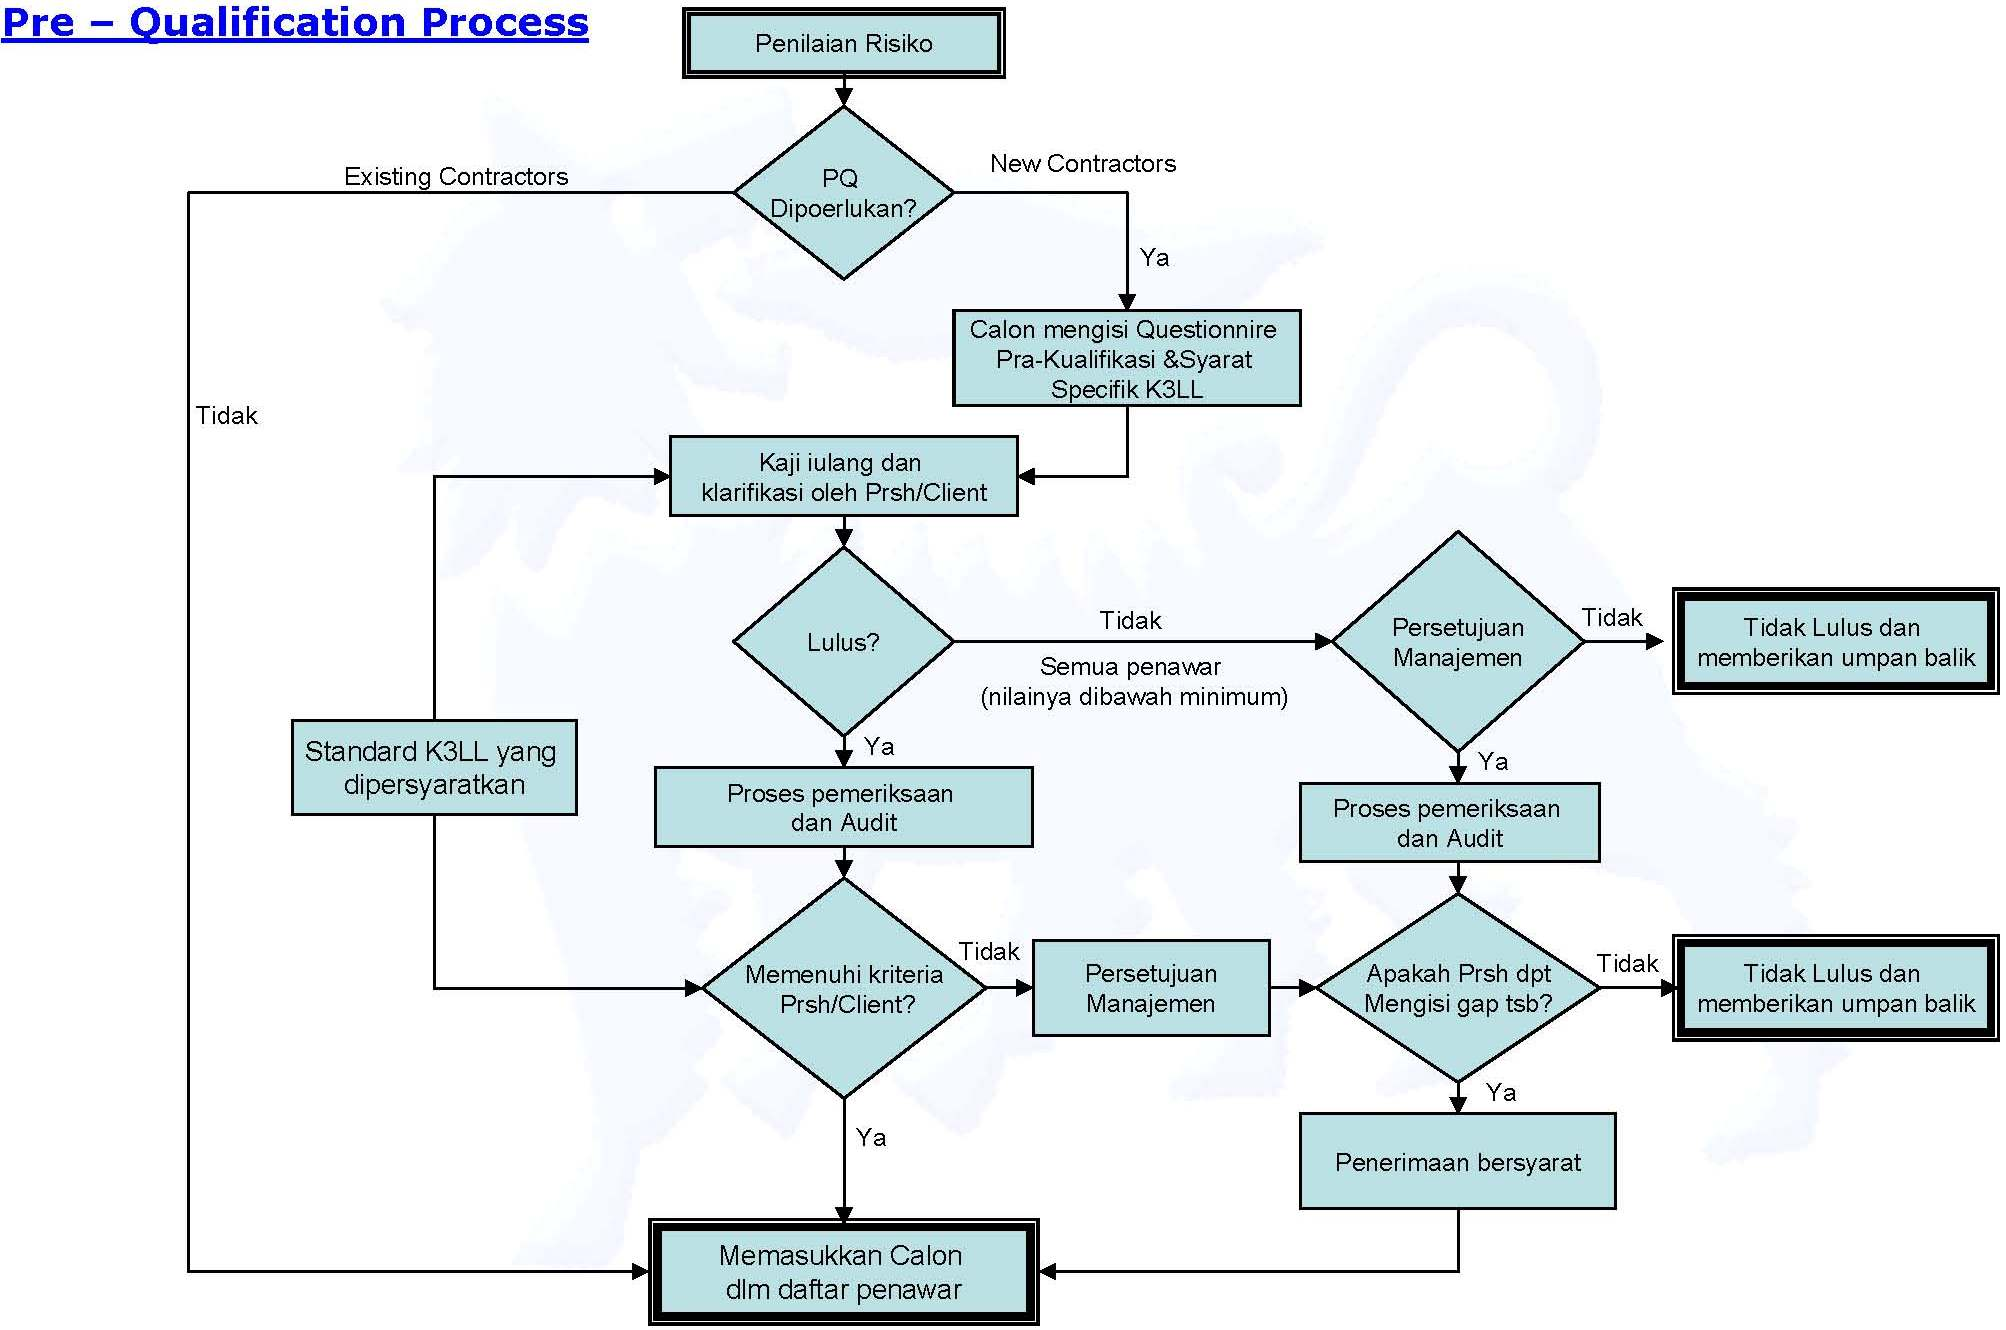 Pre – Qualification Process
Penilaian Risiko
PQ
Dipoerlukan?
Existing Contractors
New Contractors
Ya
Calon mengisi Questionnire
Pra-Kualifikasi &Syarat
Specifik K3LL
Tidak
Kaji iulang dan
klarifikasi oleh Prsh/Client
Lulus?
Tidak
Semua penawar
(nilainya dibawah minimum)
Persetujuan
Manajemen
Tidak
Tidak Lulus dan
memberikan umpan balik
Standard K3LL yang
dipersyaratkan
Ya
Proses pemeriksaan
dan Audit
Ya
Proses pemeriksaan
dan Audit
Memenuhi kriteria
Prsh/Client?
Tidak
Persetujuan
Manajemen
Apakah Prsh dpt
Mengisi gap tsb?
Tidak
Tidak Lulus dan
memberikan umpan balik
Ya
Ya
Penerimaan bersyarat
Memasukkan Calon
dlm daftar penawar